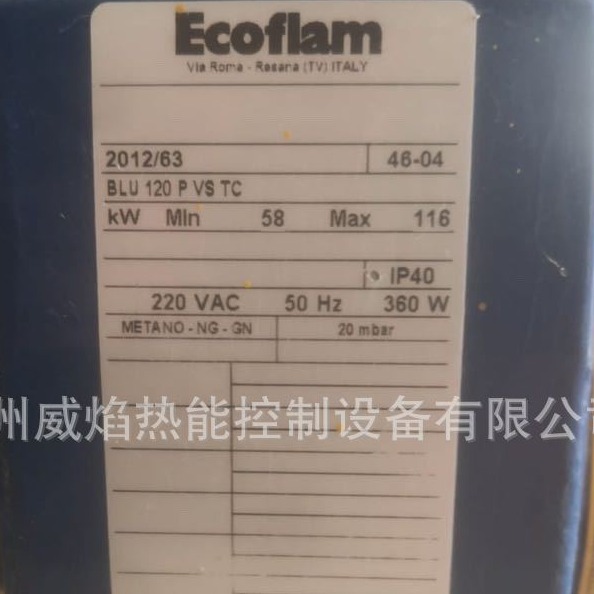 Ecoflam
Via Roma - Resana (TV) ITALY
2012/63 46-04
BLU 120 P VS TC
kW Min 58 Max 116
IP40
220 VAC 50 Hz 360 W
METANO - NG - GN 20 mbar
州威焰热能控制设备有限公司